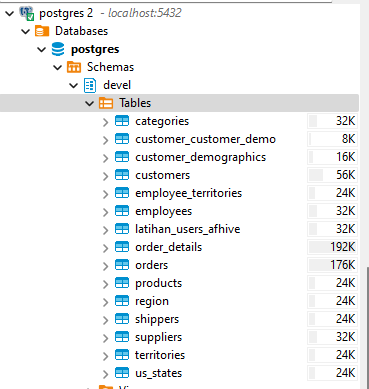 postgres 2 - localhost:5432
Databases
postgres
Schemas
devel
Tables
categories 32K
customer_customer_demo 8K
customer_demographics 16K
customers 56K
employee_territories 24K
employees 32K
latihan_users_afhive 32K
order_details 192K
orders 176K
products 24K
region 24K
shippers 24K
suppliers 32K
territories 24K
us_states 24K